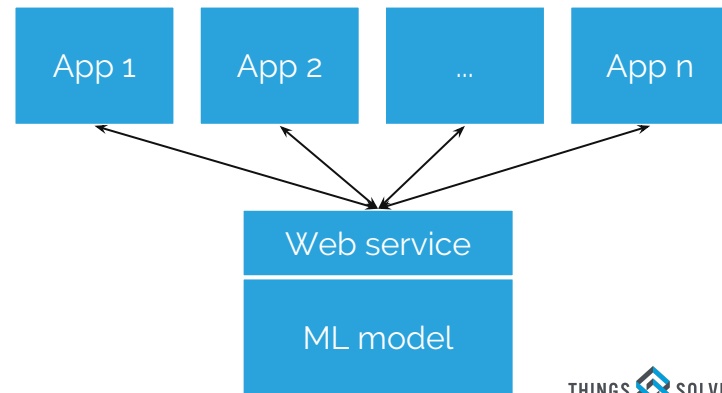 App 1
App 2
...
App n
Web service
ML model
THINGS